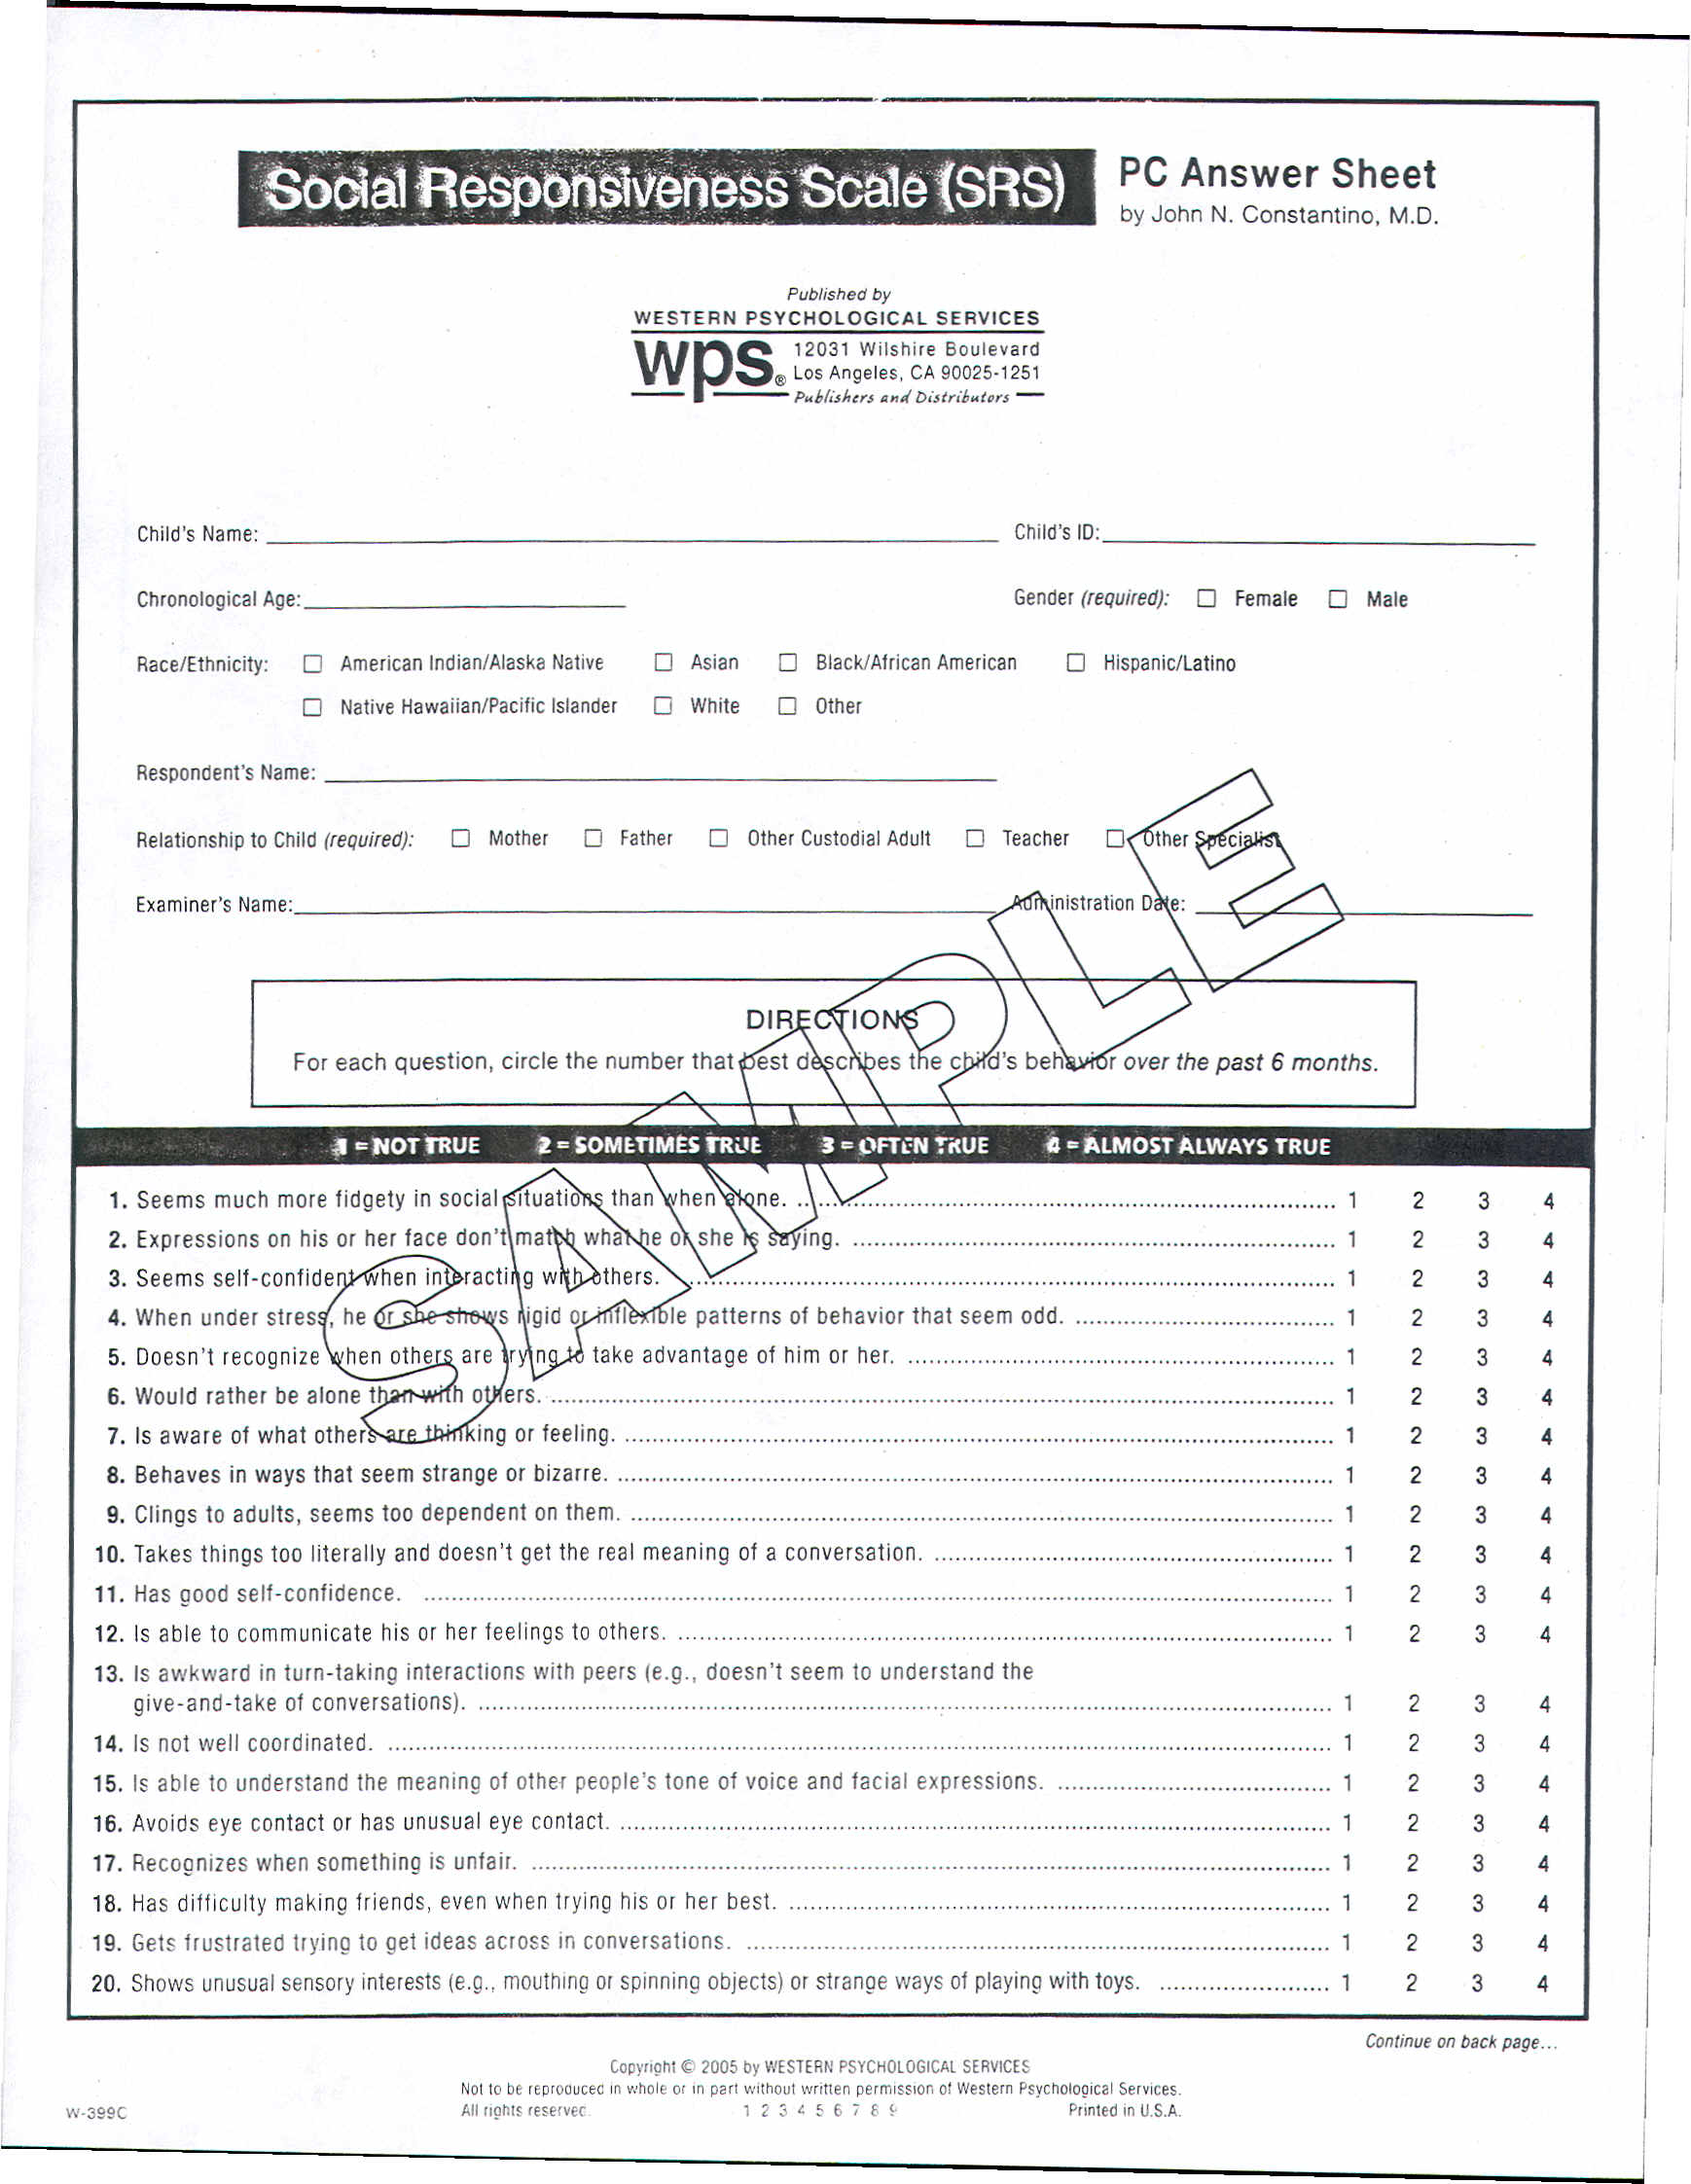 Social Responsiveness Scale (SRS)
PC Answer Sheet
by John N. Constantino, M.D.
Published by
WESTERN PSYCHOLOGICAL SERVICES
wps®
12031 Wilshire Boulevard
Los Angeles, CA 90025-1251
Publishers and Distributors
Child's Name: Child's ID:
Chronological Age: Gender (required): □ Female □ Male
Race/Ethnicity: □ American Indian/Alaska Native □ Asian □ Black/African American □ Hispanic/Latino
□ Native Hawaiian/Pacific Islander □ White □ Other
Respondent's Name:
Relationship to Child (required): □ Mother □ Father □ Other Custodial Adult □ Teacher □ Other Specialist
Examiner's Name: Administration Date:
SAMPLE
DIRECTIONS
For each question, circle the number that best describes the child's behavior over the past 6 months.
1 = NOT TRUE 2 = SOMETIMES TRUE 3 = OFTEN TRUE 4 = ALMOST ALWAYS TRUE
1. Seems much more fidgety in social situations than when alone. 1 2 3 4
2. Expressions on his or her face don't match what he or she is saying. 1 2 3 4
3. Seems self-confident when interacting with others. 1 2 3 4
4. When under stress, he or she shows rigid or inflexible patterns of behavior that seem odd. 1 2 3 4
5. Doesn't recognize when others are trying to take advantage of him or her. 1 2 3 4
6. Would rather be alone than with others. 1 2 3 4
7. Is aware of what others are thinking or feeling. 1 2 3 4
8. Behaves in ways that seem strange or bizarre. 1 2 3 4
9. Clings to adults, seems too dependent on them. 1 2 3 4
10. Takes things too literally and doesn't get the real meaning of a conversation. 1 2 3 4
11. Has good self-confidence. 1 2 3 4
12. Is able to communicate his or her feelings to others. 1 2 3 4
13. Is awkward in turn-taking interactions with peers (e.g., doesn't seem to understand the
give-and-take of conversations). 1 2 3 4
14. Is not well coordinated. 1 2 3 4
15. Is able to understand the meaning of other people's tone of voice and facial expressions. 1 2 3 4
16. Avoids eye contact or has unusual eye contact. 1 2 3 4
17. Recognizes when something is unfair. 1 2 3 4
18. Has difficulty making friends, even when trying his or her best. 1 2 3 4
19. Gets frustrated trying to get ideas across in conversations. 1 2 3 4
20. Shows unusual sensory interests (e.g., mouthing or spinning objects) or strange ways of playing with toys. 1 2 3 4
Continue on back page...
Copyright © 2005 by WESTERN PSYCHOLOGICAL SERVICES
Not to be reproduced in whole or in part without written permission of Western Psychological Services.
W-399C All rights reserved. 1 2 3 4 5 6 7 8 9 Printed in U.S.A.